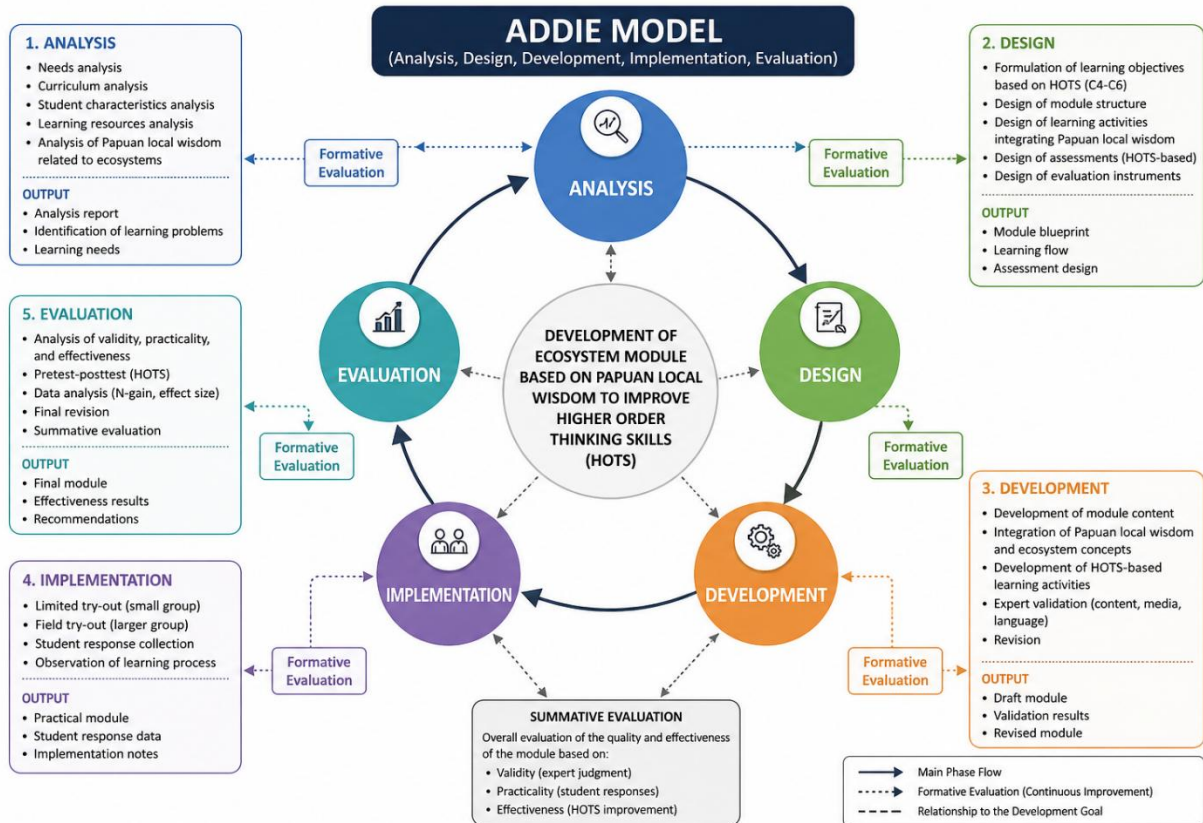 ADDIE MODEL
(Analysis, Design, Development, Implementation, Evaluation)
1. ANALYSIS
• Needs analysis
• Curriculum analysis
• Student characteristics analysis
• Learning resources analysis
• Analysis of Papuan local wisdom
related to ecosystems
OUTPUT
• Analysis report
• Identification of learning problems
• Learning needs
Formative
Evaluation
ANALYSIS
Formative
Evaluation
2. DESIGN
• Formulation of learning objectives
based on HOTS (C4-C6)
• Design of module structure
• Design of learning activities
integrating Papuan local wisdom
• Design of assessments (HOTS-based)
• Design of evaluation instruments
OUTPUT
• Module blueprint
• Learning flow
• Assessment design
5. EVALUATION
• Analysis of validity, practicality,
and effectiveness
• Pretest-posttest (HOTS)
• Data analysis (N-gain, effect size)
• Final revision
• Summative evaluation
OUTPUT
• Final module
• Effectiveness results
• Recommendations
Formative
Evaluation
EVALUATION
DEVELOPMENT OF
ECOSYSTEM MODULE
BASED ON PAPUAN LOCAL
WISDOM TO IMPROVE
HIGHER ORDER
THINKING SKILLS
(HOTS)
DESIGN
Formative
Evaluation
4. IMPLEMENTATION
• Limited try-out (small group)
• Field try-out (larger group)
• Student response collection
• Observation of learning process
OUTPUT
• Practical module
• Student response data
• Implementation notes
Formative
Evaluation
IMPLEMENTATION
DEVELOPMENT
Formative
Evaluation
3. DEVELOPMENT
• Development of module content
• Integration of Papuan local wisdom
and ecosystem concepts
• Development of HOTS-based
learning activities
• Expert validation (content, media,
language)
• Revision
OUTPUT
• Draft module
• Validation results
• Revised module
SUMMATIVE EVALUATION
Overall evaluation of the quality and effectiveness
of the module based on:
• Validity (expert judgment)
• Practicality (student responses)
• Effectiveness (HOTS improvement)
Main Phase Flow
Formative Evaluation (Continuous Improvement)
Relationship to the Development Goal